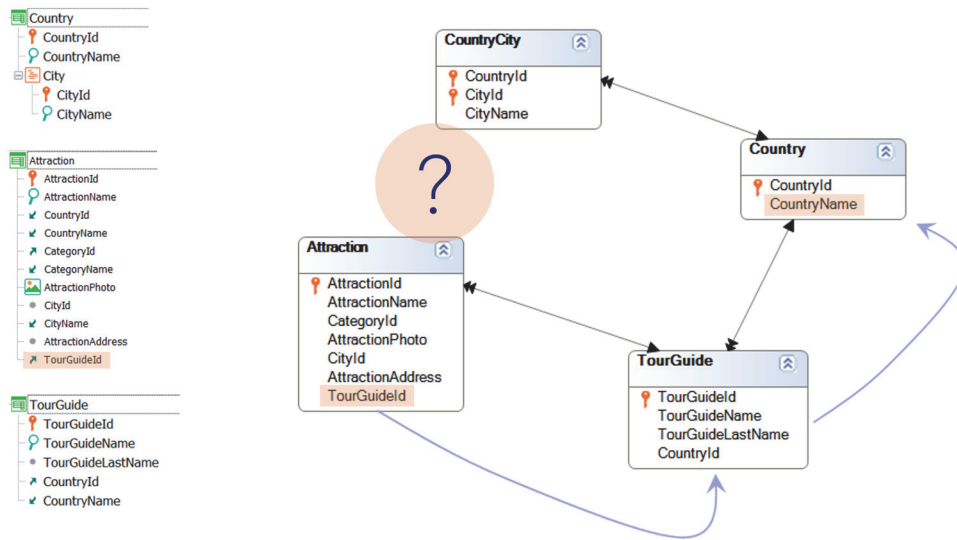 Country
CountryId
CountryName
City
CityId
CityName
Attraction
AttractionId
AttractionName
CountryId
CountryName
CategoryId
CategoryName
AttractionPhoto
CityId
CityName
AttractionAddress
TourGuideId
TourGuide
TourGuideId
TourGuideName
TourGuideLastName
CountryId
CountryName
CountryCity
CountryId
CityId
CityName
?
Country
CountryId
CountryName
Attraction
AttractionId
AttractionName
CategoryId
AttractionPhoto
CityId
AttractionAddress
TourGuideId
TourGuide
TourGuideId
TourGuideName
TourGuideLastName
CountryId